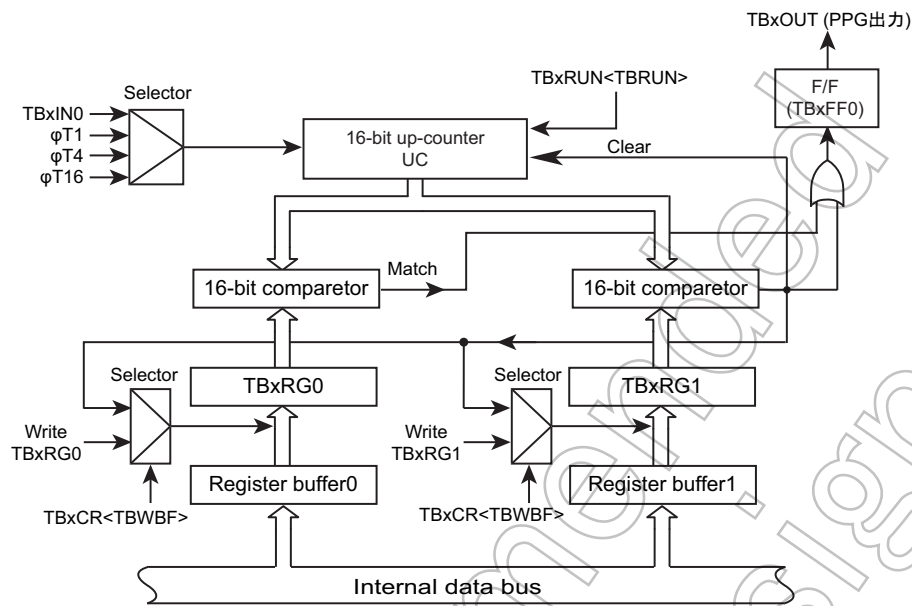 TBxOUT (PPG出力)
F/F
(TBxFF0)
TBxRUN<TBRUN>
Selector
TBxIN0
φT1
φT4
φT16
16-bit up-counter
UC
Clear
16-bit comparetor
Match
16-bit comparetor
Selector
TBxRG0
Selector
TBxRG1
Write
TBxRG0
Write
TBxRG1
Register buffer0
Register buffer1
TBxCR<TBWBF>
TBxCR<TBWBF>
Internal data bus